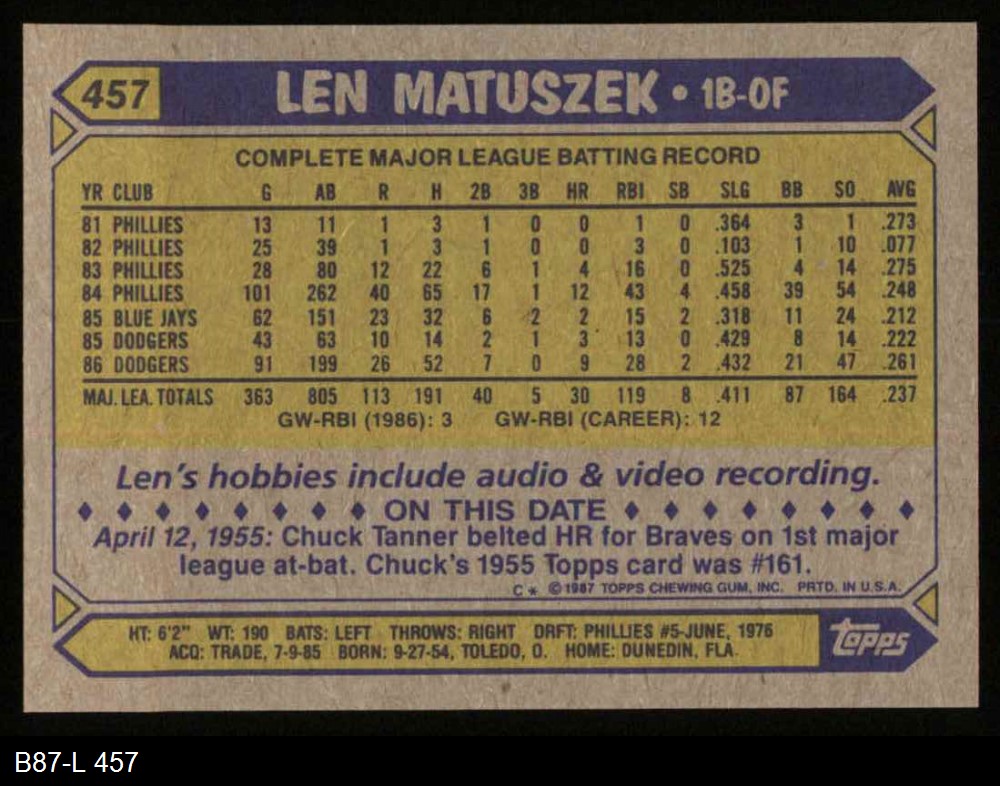 457 LEN MATUSZEK • 1B-OF
COMPLETE MAJOR LEAGUE BATTING RECORD
YR CLUB G AB R H 2B 3B HR RBI SB SLG BB SO AVG
81 PHILLIES 13 11 1 3 1 0 0 1 0 .364 3 1 .273
82 PHILLIES 25 39 1 3 1 0 0 3 0 .103 1 10 .077
83 PHILLIES 28 80 12 22 6 1 4 16 0 .525 4 14 .275
84 PHILLIES 101 262 40 65 17 1 12 43 4 .458 39 54 .248
85 BLUE JAYS 62 151 23 32 6 2 2 15 2 .318 11 24 .212
85 DODGERS 43 63 10 14 2 1 3 13 0 .429 8 14 .222
86 DODGERS 91 199 26 52 7 0 9 28 2 .432 21 47 .261
MAJ. LEA. TOTALS 363 805 113 191 40 5 30 119 8 .411 87 164 .237
GW-RBI (1986): 3 GW-RBI (CAREER): 12
Len's hobbies include audio & video recording.
♦ ♦ ♦ ♦ ♦ ♦ ♦ ♦ ON THIS DATE ♦ ♦ ♦ ♦ ♦ ♦ ♦ ♦
April 12, 1955: Chuck Tanner belted HR for Braves on 1st major
league at-bat. Chuck's 1955 Topps card was #161.
C * © 1987 TOPPS CHEWING GUM, INC. PRTD. IN U.S.A.
HT: 6'2" WT: 190 BATS: LEFT THROWS: RIGHT DRFT: PHILLIES #5-JUNE, 1976
ACQ: TRADE, 7-9-85 BORN: 9-27-54, TOLEDO, O. HOME: DUNEDIN, FLA.
topps
B87-L 457